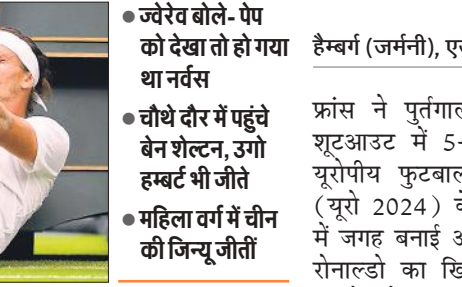 ● ज्वेरेव बोले- पेप
को देखा तो हो गया
था नर्वस
● चौथे दौर में पहुंचे
बेन शेल्टन, उगो
हम्बर्ट भी जीते
● महिला वर्ग में चीन
की जिन्यू जीतीं
हैम्बर्ग (जर्मनी),
फ्रांस ने
शूटआउट में 5-
यूरोपीय फुटबाल
(यूरो 2024)
में जगह बनाई
रोनाल्डो का